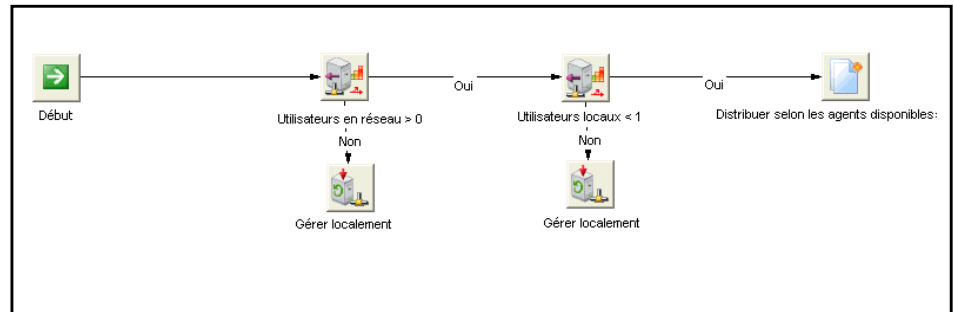 Oui
Oui
Début
Utilisateurs en réseau > 0
Utilisateurs locaux < 1
Distribuer selon les agents disponibles:
Non
Non
Gérer localement
Gérer localement